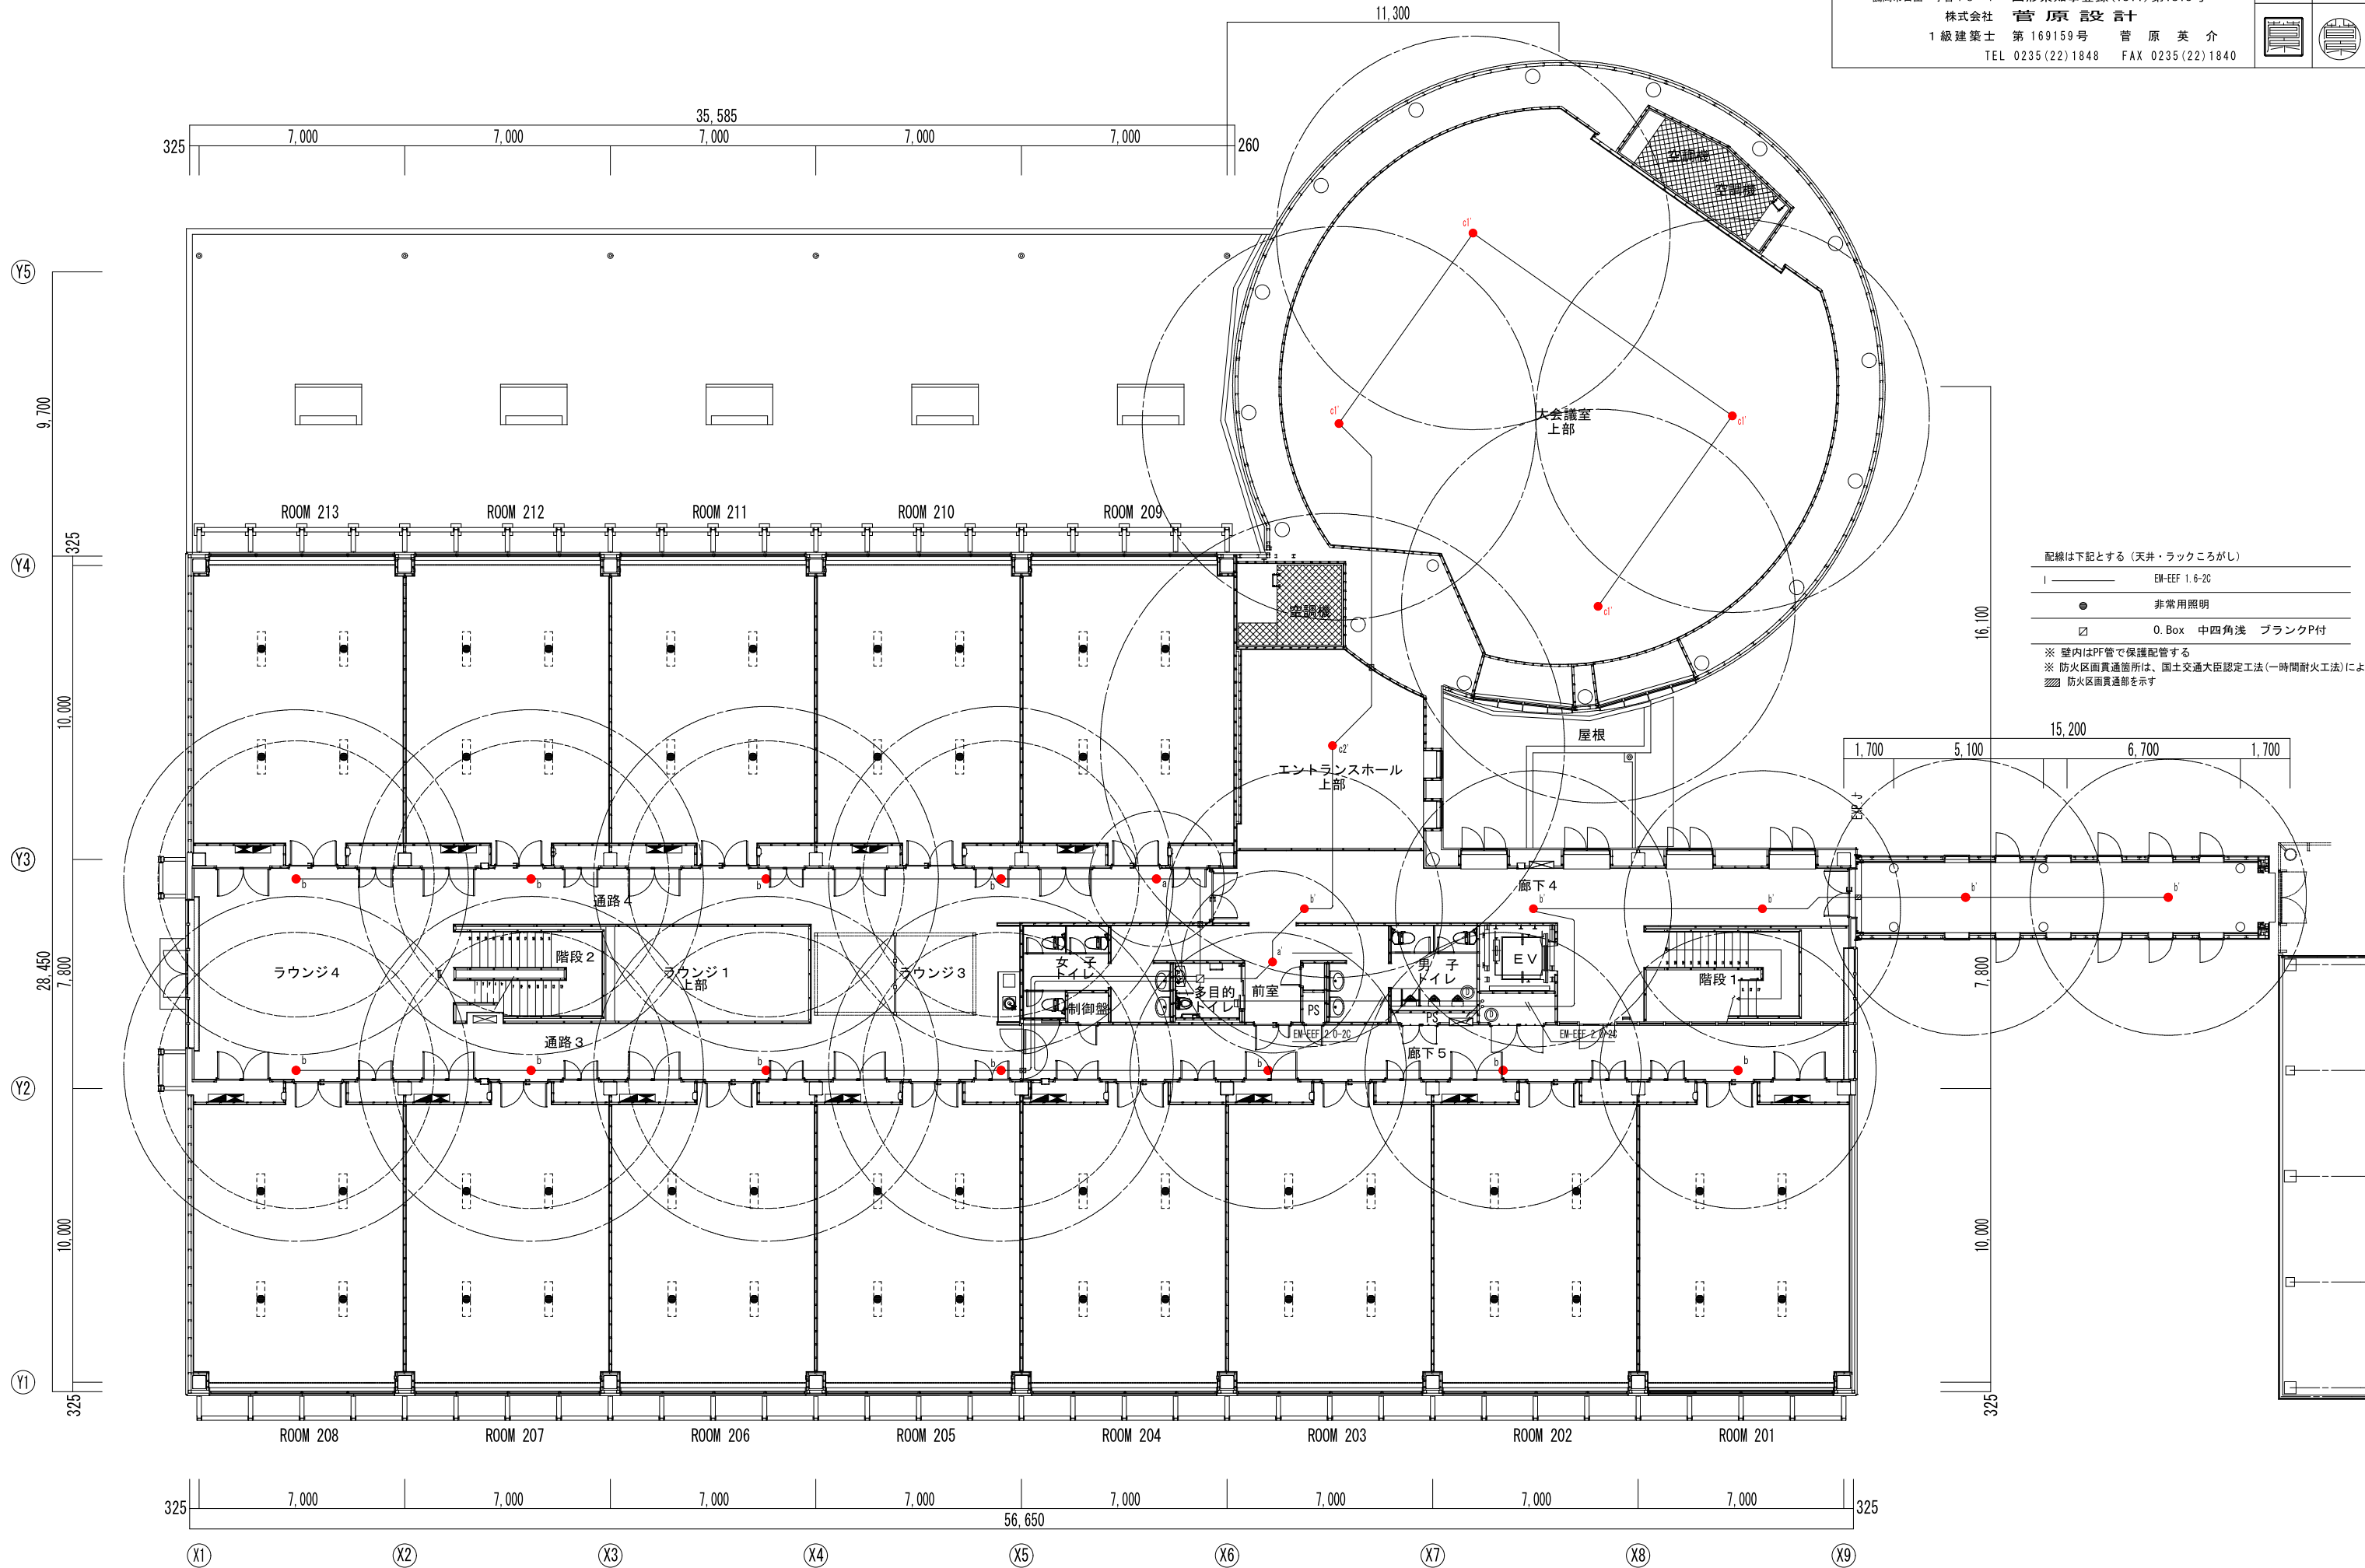 株式会社 菅原設計
1級建築士 第169159号 菅原英介
TEL 0235(22)1848 FAX 0235(22)1840
11,300
35,585
325 7,000 7,000 7,000 7,000 7,000 260
空調機
空調機
c1'
Y5
9,700
c1'
c1'
大会議室
上部
ROOM 213 ROOM 212 ROOM 211 ROOM 210 ROOM 209
325
Y4
配線は下記とする（天井・ラックころがし）
EM-EEF 1.6-2C
非常用照明
O.Box 中四角浅 ブランクP付
※ 壁内はPF管で保護配管する
※ 防火区画貫通箇所は、国土交通大臣認定工法(一時間耐火工法)によ
防火区画貫通部を示す
空調機
c1'
16,100
10,000
屋根
15,200
1,700 5,100 6,700 1,700
c2'
エントランスホール
上部
EXP.J
Y3
b b b b a
通路4
廊下4
b' b' b' b' b'
28,450
7,800
ラウンジ4
階段2
ラウンジ1
上部
ラウンジ3
女子
トイレ
制御盤
多目的
トイレ
a'
前室
PS
男子
トイレ
PS
EV
階段1
7,800
通路3
EM-EEF 2.0-2C
EM-EEF 2.0-2C
廊下5
b b b b b b b
Y2
10,000
10,000
Y1
325
325
ROOM 208 ROOM 207 ROOM 206 ROOM 205 ROOM 204 ROOM 203 ROOM 202 ROOM 201
325 7,000 7,000 7,000 7,000 7,000 7,000 7,000 7,000 325
56,650
X1 X2 X3 X4 X5 X6 X7 X8 X9